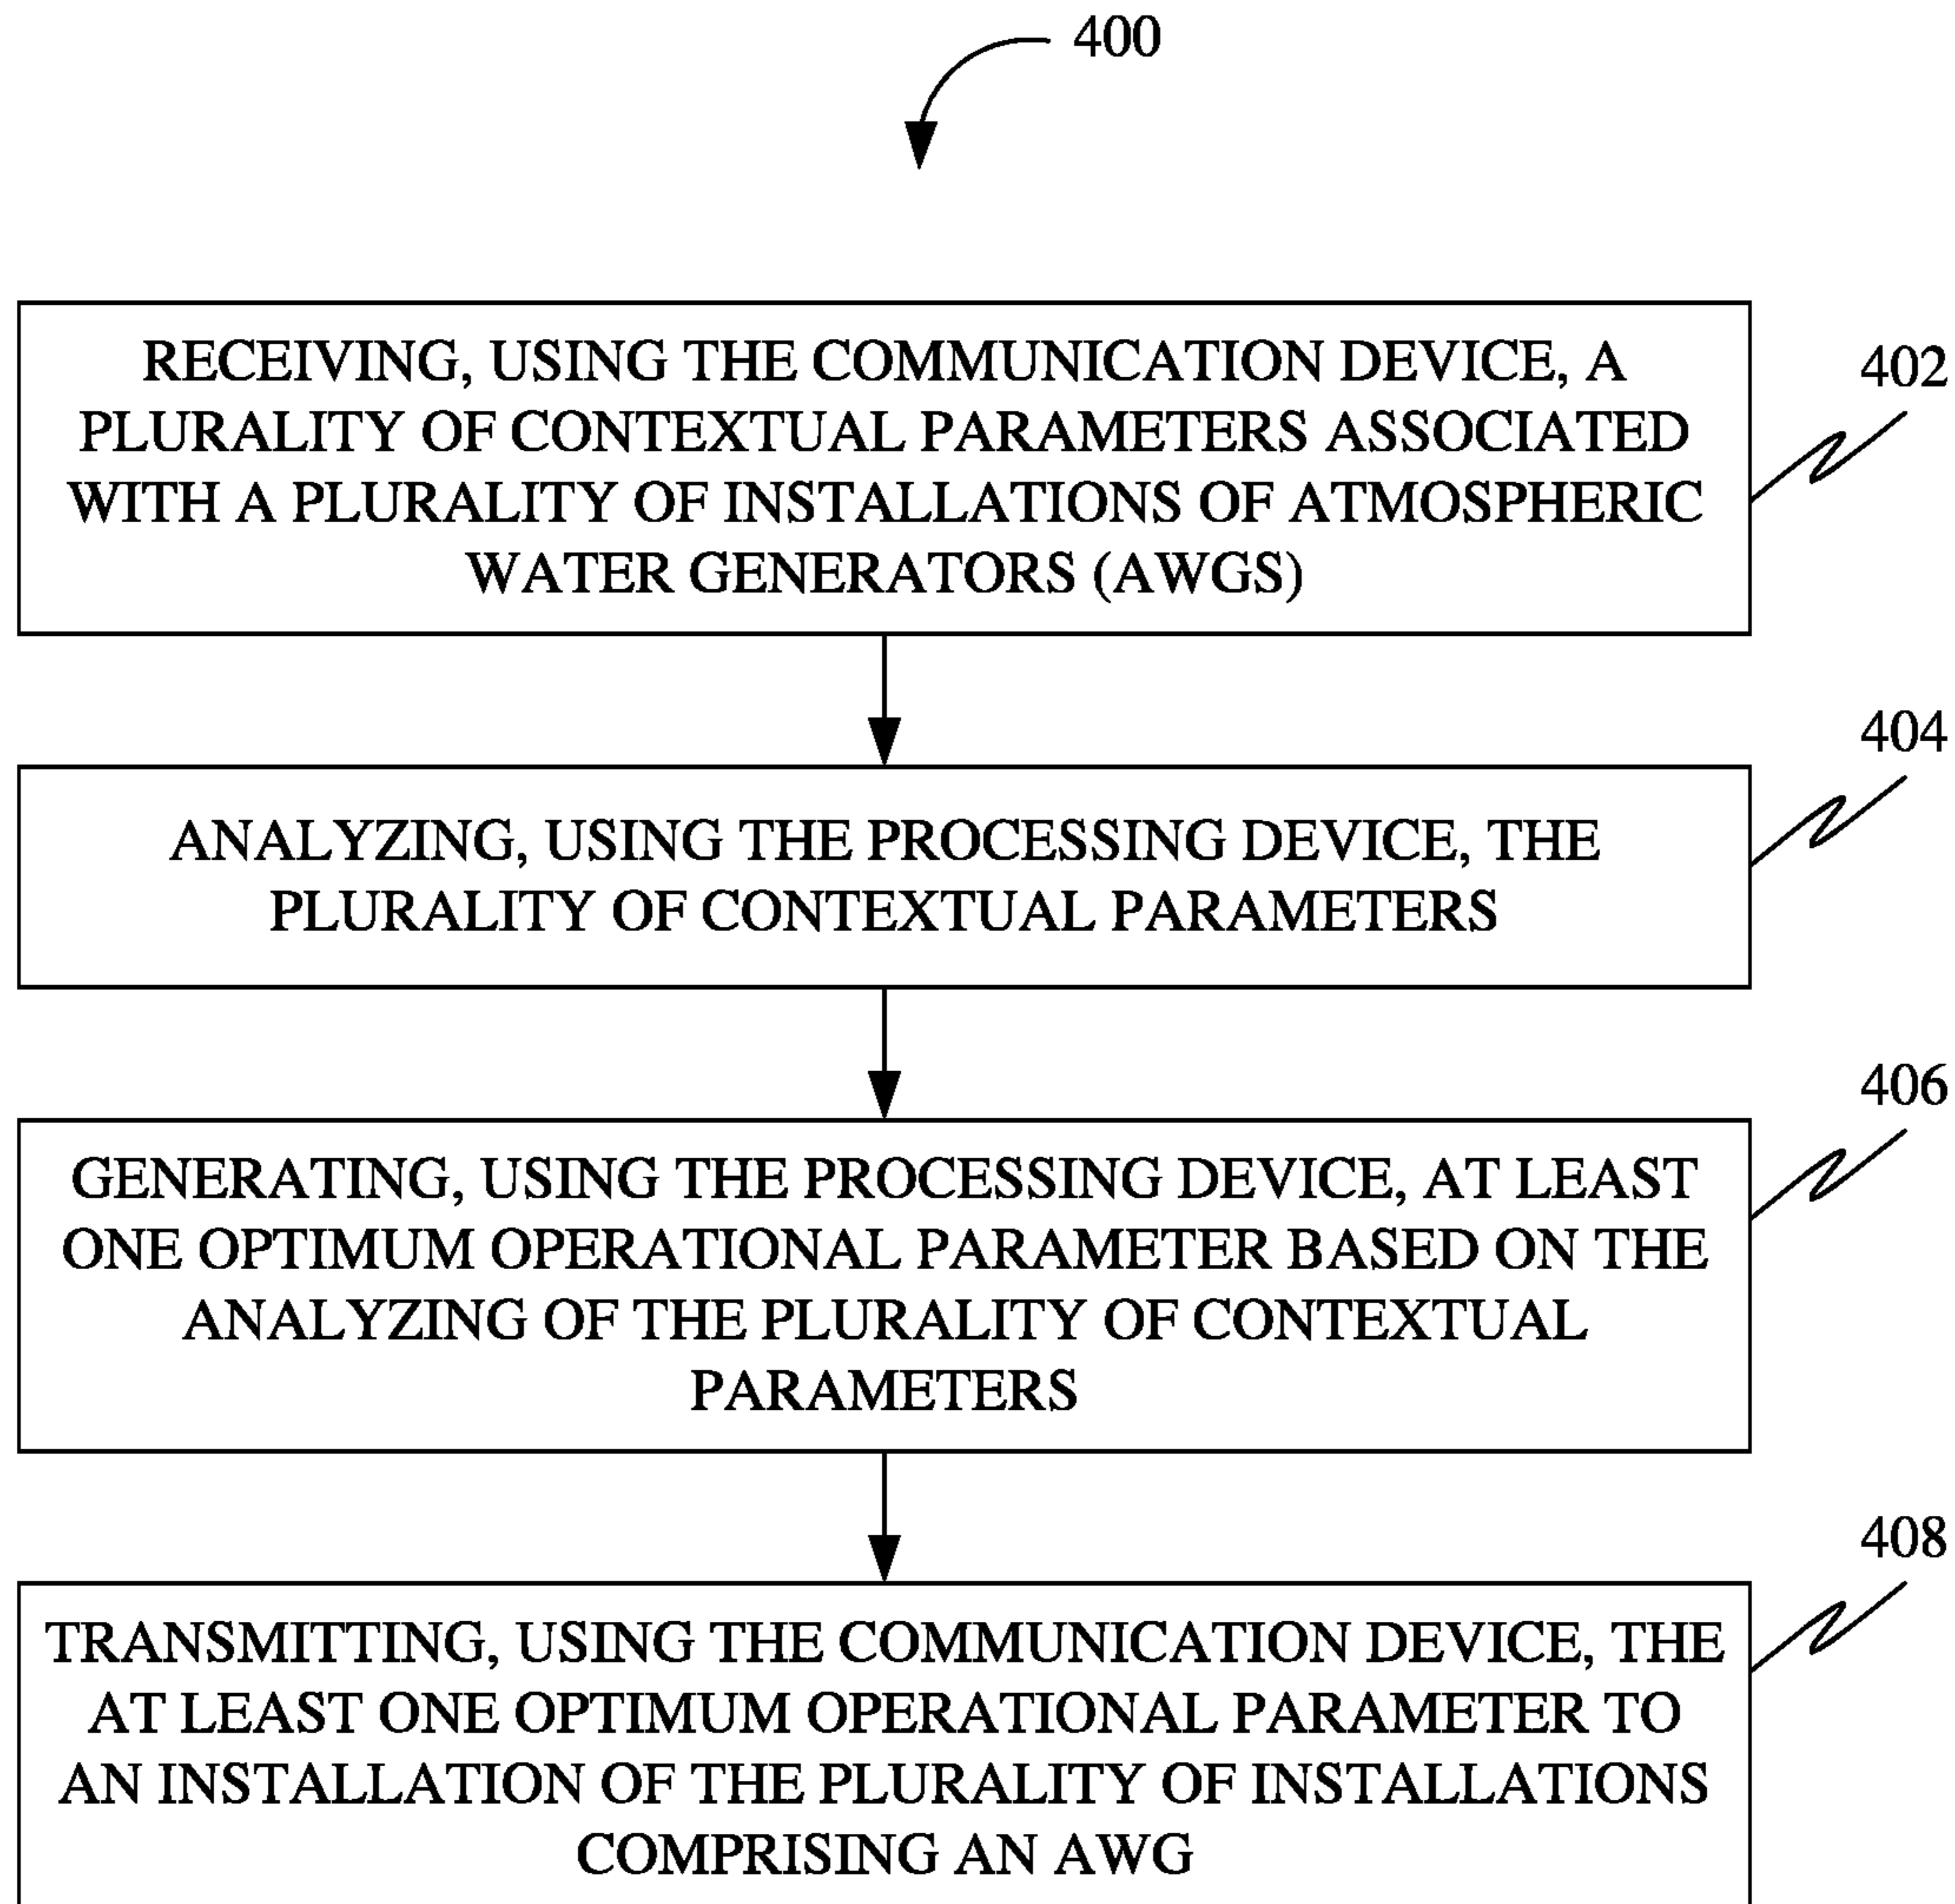 400
RECEIVING, USING THE COMMUNICATION DEVICE, A
PLURALITY OF CONTEXTUAL PARAMETERS ASSOCIATED
WITH A PLURALITY OF INSTALLATIONS OF ATMOSPHERIC
WATER GENERATORS (AWGS)
402
ANALYZING, USING THE PROCESSING DEVICE, THE
PLURALITY OF CONTEXTUAL PARAMETERS
404
GENERATING, USING THE PROCESSING DEVICE, AT LEAST
ONE OPTIMUM OPERATIONAL PARAMETER BASED ON THE
ANALYZING OF THE PLURALITY OF CONTEXTUAL
PARAMETERS
406
TRANSMITTING, USING THE COMMUNICATION DEVICE, THE
AT LEAST ONE OPTIMUM OPERATIONAL PARAMETER TO
AN INSTALLATION OF THE PLURALITY OF INSTALLATIONS
COMPRISING AN AWG
408